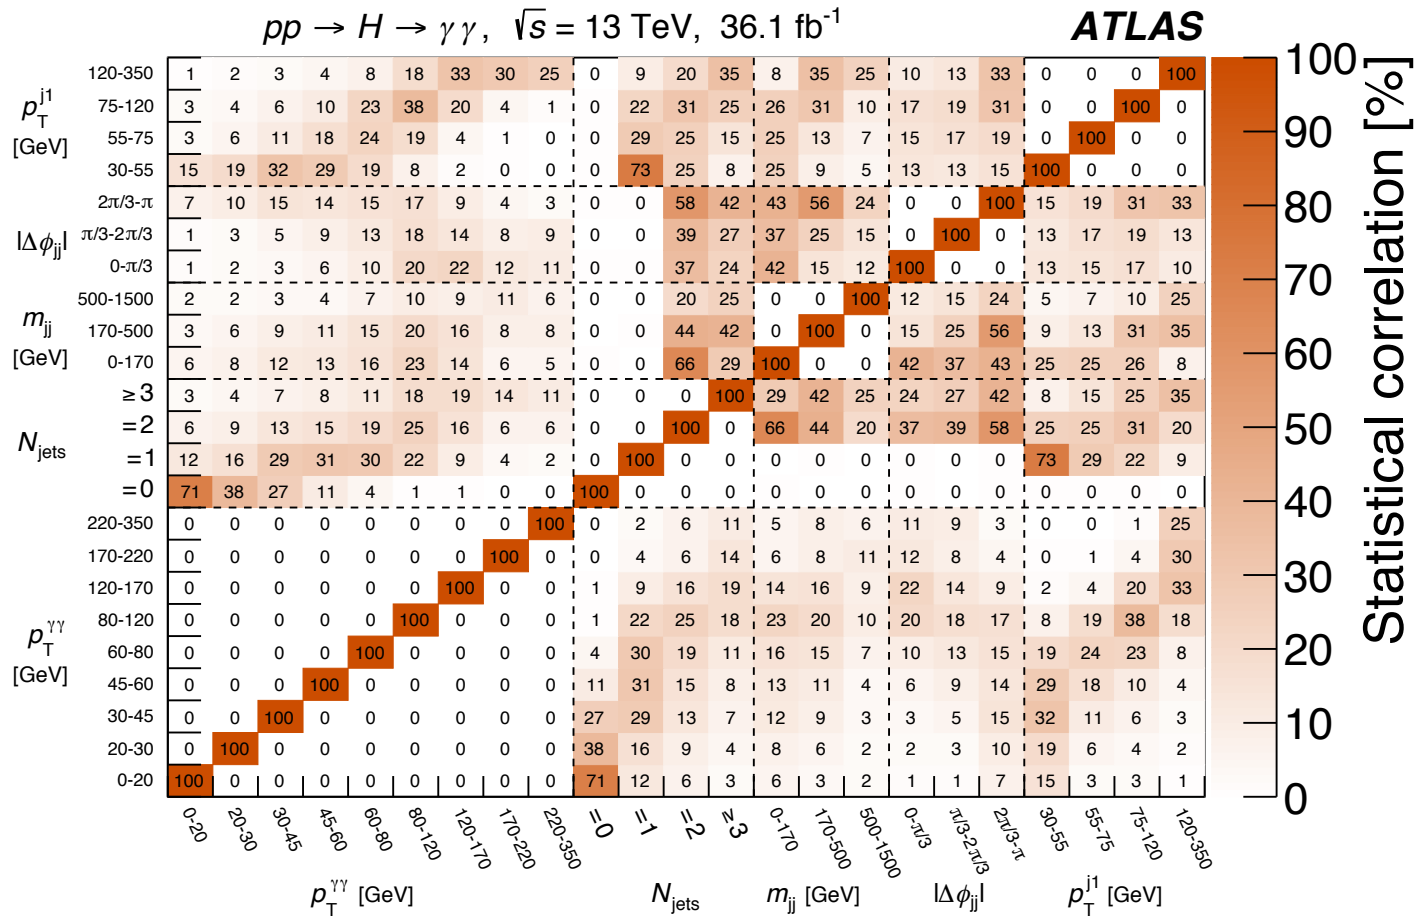 pp → H → γ γ, √s = 13 TeV, 36.1 fb⁻¹ ATLAS
p_T^j1 [GeV]
120-350 1 2 3 4 8 18 33 30 25 0 9 20 35 8 35 25 10 13 33 0 0 0 100
75-120 3 4 6 10 23 38 20 4 1 0 22 31 25 26 31 10 17 19 31 0 0 100 0
55-75 3 6 11 18 24 19 4 1 0 0 29 25 15 25 13 7 15 17 19 0 100 0 0
30-55 15 19 32 29 19 8 2 0 0 0 73 25 8 25 9 5 13 13 15 100 0 0 0
|Δϕ_jj|
2π/3-π 7 10 15 14 15 17 9 4 3 0 0 58 42 43 56 24 0 0 100 15 19 31 33
π/3-2π/3 1 3 5 9 13 18 14 8 9 0 0 39 27 37 25 15 0 100 0 13 17 19 13
0-π/3 1 2 3 6 10 20 22 12 11 0 0 37 24 42 15 12 100 0 0 13 15 17 10
m_jj [GeV]
500-1500 2 2 3 4 7 10 9 11 6 0 0 20 25 0 0 100 12 15 24 5 7 10 25
170-500 3 6 9 11 15 20 16 8 8 0 0 44 42 0 100 0 15 25 56 9 13 31 35
0-170 6 8 12 13 16 23 14 6 5 0 0 66 29 100 0 0 42 37 43 25 25 26 8
N_jets
≥ 3 3 4 7 8 11 18 19 14 11 0 0 0 100 29 42 25 24 27 42 8 15 25 35
= 2 6 9 13 15 19 25 16 6 6 0 0 100 0 66 44 20 37 39 58 25 25 31 20
= 1 12 16 29 31 30 22 9 4 2 0 100 0 0 0 0 0 0 0 0 73 29 22 9
= 0 71 38 27 11 4 1 1 0 0 100 0 0 0 0 0 0 0 0 0 0 0 0 0
p_T^γγ [GeV]
220-350 0 0 0 0 0 0 0 0 100 0 2 6 11 5 8 6 11 9 3 0 0 1 25
170-220 0 0 0 0 0 0 0 100 0 0 4 6 14 6 8 11 12 8 4 0 1 4 30
120-170 0 0 0 0 0 0 100 0 0 1 9 16 19 14 16 9 22 14 9 2 4 20 33
80-120 0 0 0 0 0 100 0 0 0 1 22 25 18 23 20 10 20 18 17 8 19 38 18
60-80 0 0 0 0 100 0 0 0 0 4 30 19 11 16 15 7 10 13 15 19 24 23 8
45-60 0 0 0 100 0 0 0 0 0 11 31 15 8 13 11 4 6 9 14 29 18 10 4
30-45 0 0 100 0 0 0 0 0 0 27 29 13 7 12 9 3 3 5 15 32 11 6 3
20-30 0 100 0 0 0 0 0 0 0 38 16 9 4 8 6 2 2 3 10 19 6 4 2
0-20 100 0 0 0 0 0 0 0 0 71 12 6 3 6 3 2 1 1 7 15 3 3 1
0-20 20-30 30-45 45-60 60-80 80-120 120-170 170-220 220-350 = 0 = 1 = 2 ≥ 3 0-170 170-500 500-1500 0-π/3 π/3-2π/3 2π/3-π 30-55 55-75 75-120 120-350
p_T^γγ [GeV] N_jets m_jj [GeV] |Δϕ_jj| p_T^j1 [GeV]
100
90
80
70
60
50
40
30
20
10
0
Statistical correlation [%]